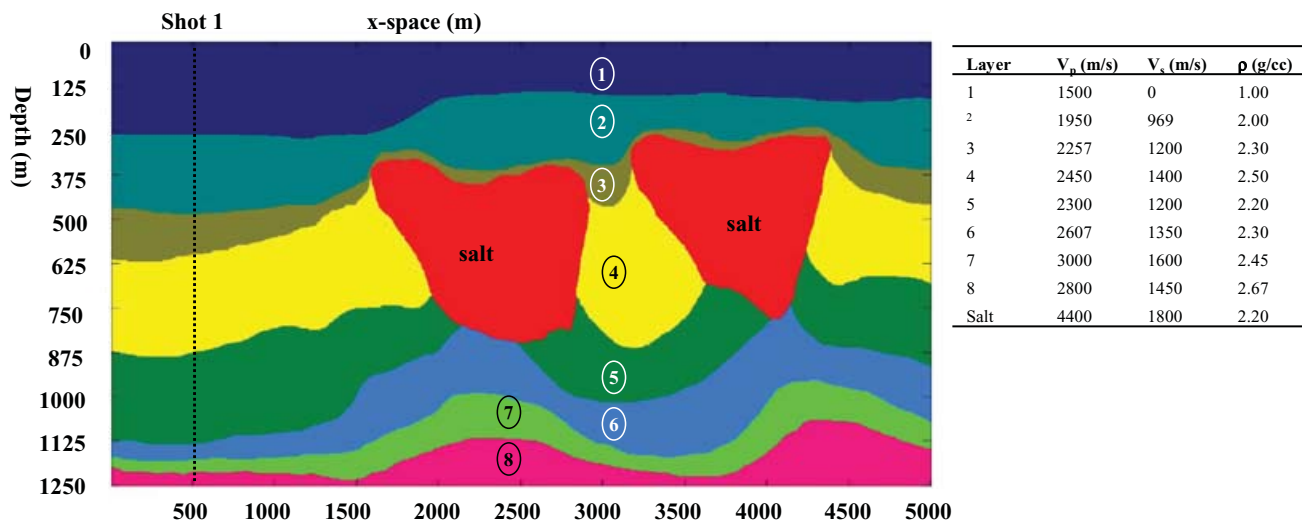 Shot 1 x-space (m)
Depth (m)
0
125
250
375
500
625
750
875
1000
1125
1250
500 1000 1500 2000 2500 3000 3500 4000 4500 5000
1
2
3
salt
salt
4
5
7
6
8
Layer Vp (m/s) Vs (m/s) ρ (g/cc)
1 1500 0 1.00
2 1950 969 2.00
3 2257 1200 2.30
4 2450 1400 2.50
5 2300 1200 2.20
6 2607 1350 2.30
7 3000 1600 2.45
8 2800 1450 2.67
Salt 4400 1800 2.20